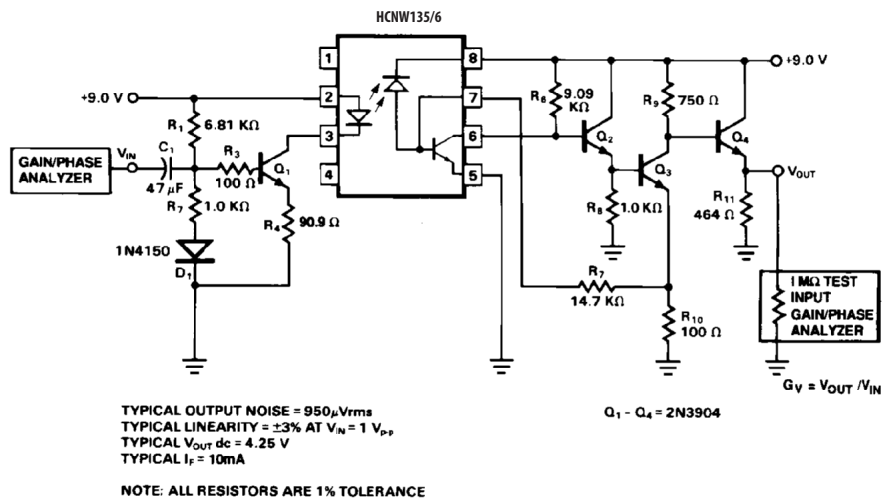 HCNW135/6
1
2
3
4
8
7
6
5
+9.0 V
+9.0 V
R1
6.81 KΩ
C1
VIN
47 μF
GAIN/PHASE
ANALYZER
R3
100 Ω
Q1
R7
1.0 KΩ
R4
90.9 Ω
1N4150
D1
R6
9.09
KΩ
R9
750 Ω
Q2
Q3
Q4
VOUT
R8
1.0 KΩ
R11
464 Ω
R7
14.7 KΩ
R10
100 Ω
1 MΩ TEST
INPUT
GAIN/PHASE
ANALYZER
GV = VOUT /VIN
TYPICAL OUTPUT NOISE = 950μVrms
TYPICAL LINEARITY = ±3% AT VIN = 1 Vp-p
TYPICAL VOUT dc = 4.25 V
TYPICAL IF = 10mA
Q1 - Q4 = 2N3904
NOTE: ALL RESISTORS ARE 1% TOLERANCE